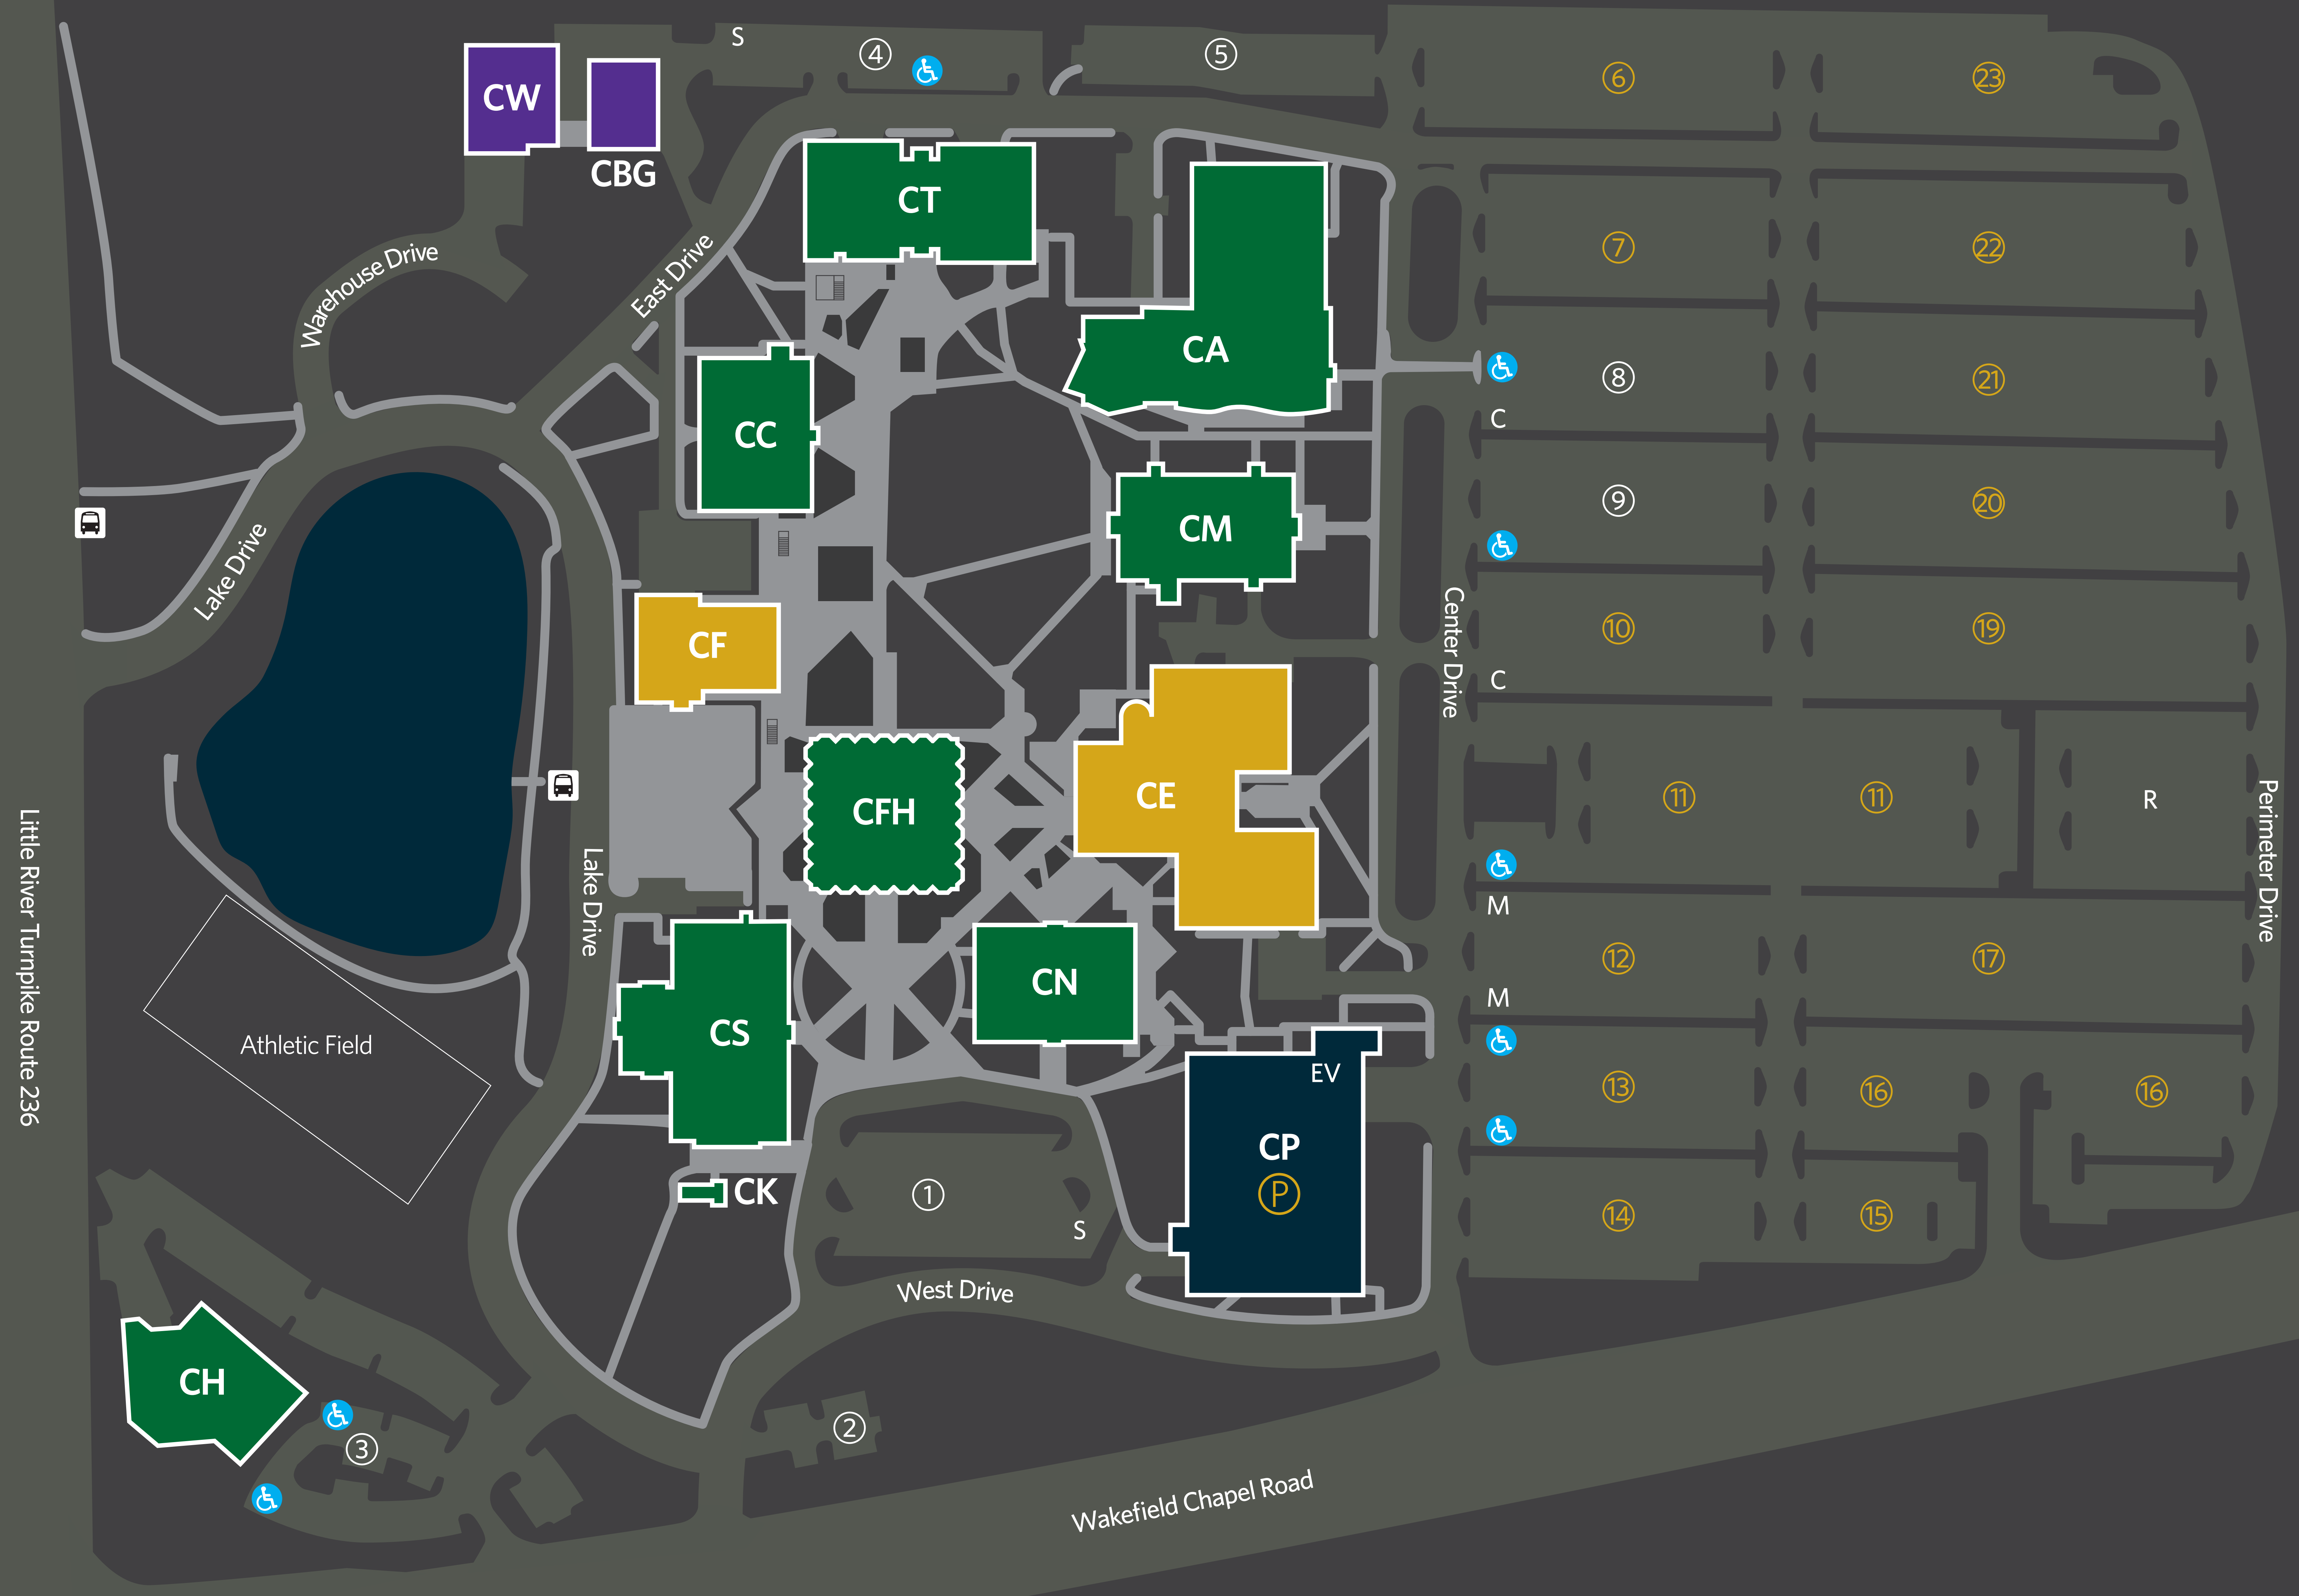 S
④
⑤
⑥
㉓
CW
CBG
CT
East Drive
Warehouse Drive
⑦
㉒
CA
⑧
㉑
C
CC
CM
⑨
⑳
Lake Drive
CF
Center Drive
⑩
⑲
C
CE
CFH
⑪
⑪
R
Little River Turnpike Route 236
Lake Drive
Perimeter Drive
M
⑫
⑰
CN
M
CS
Athletic Field
EV
⑬
⑯
⑯
CP
Ⓟ
CK
①
S
⑭
⑮
West Drive
CH
②
③
Wakefield Chapel Road